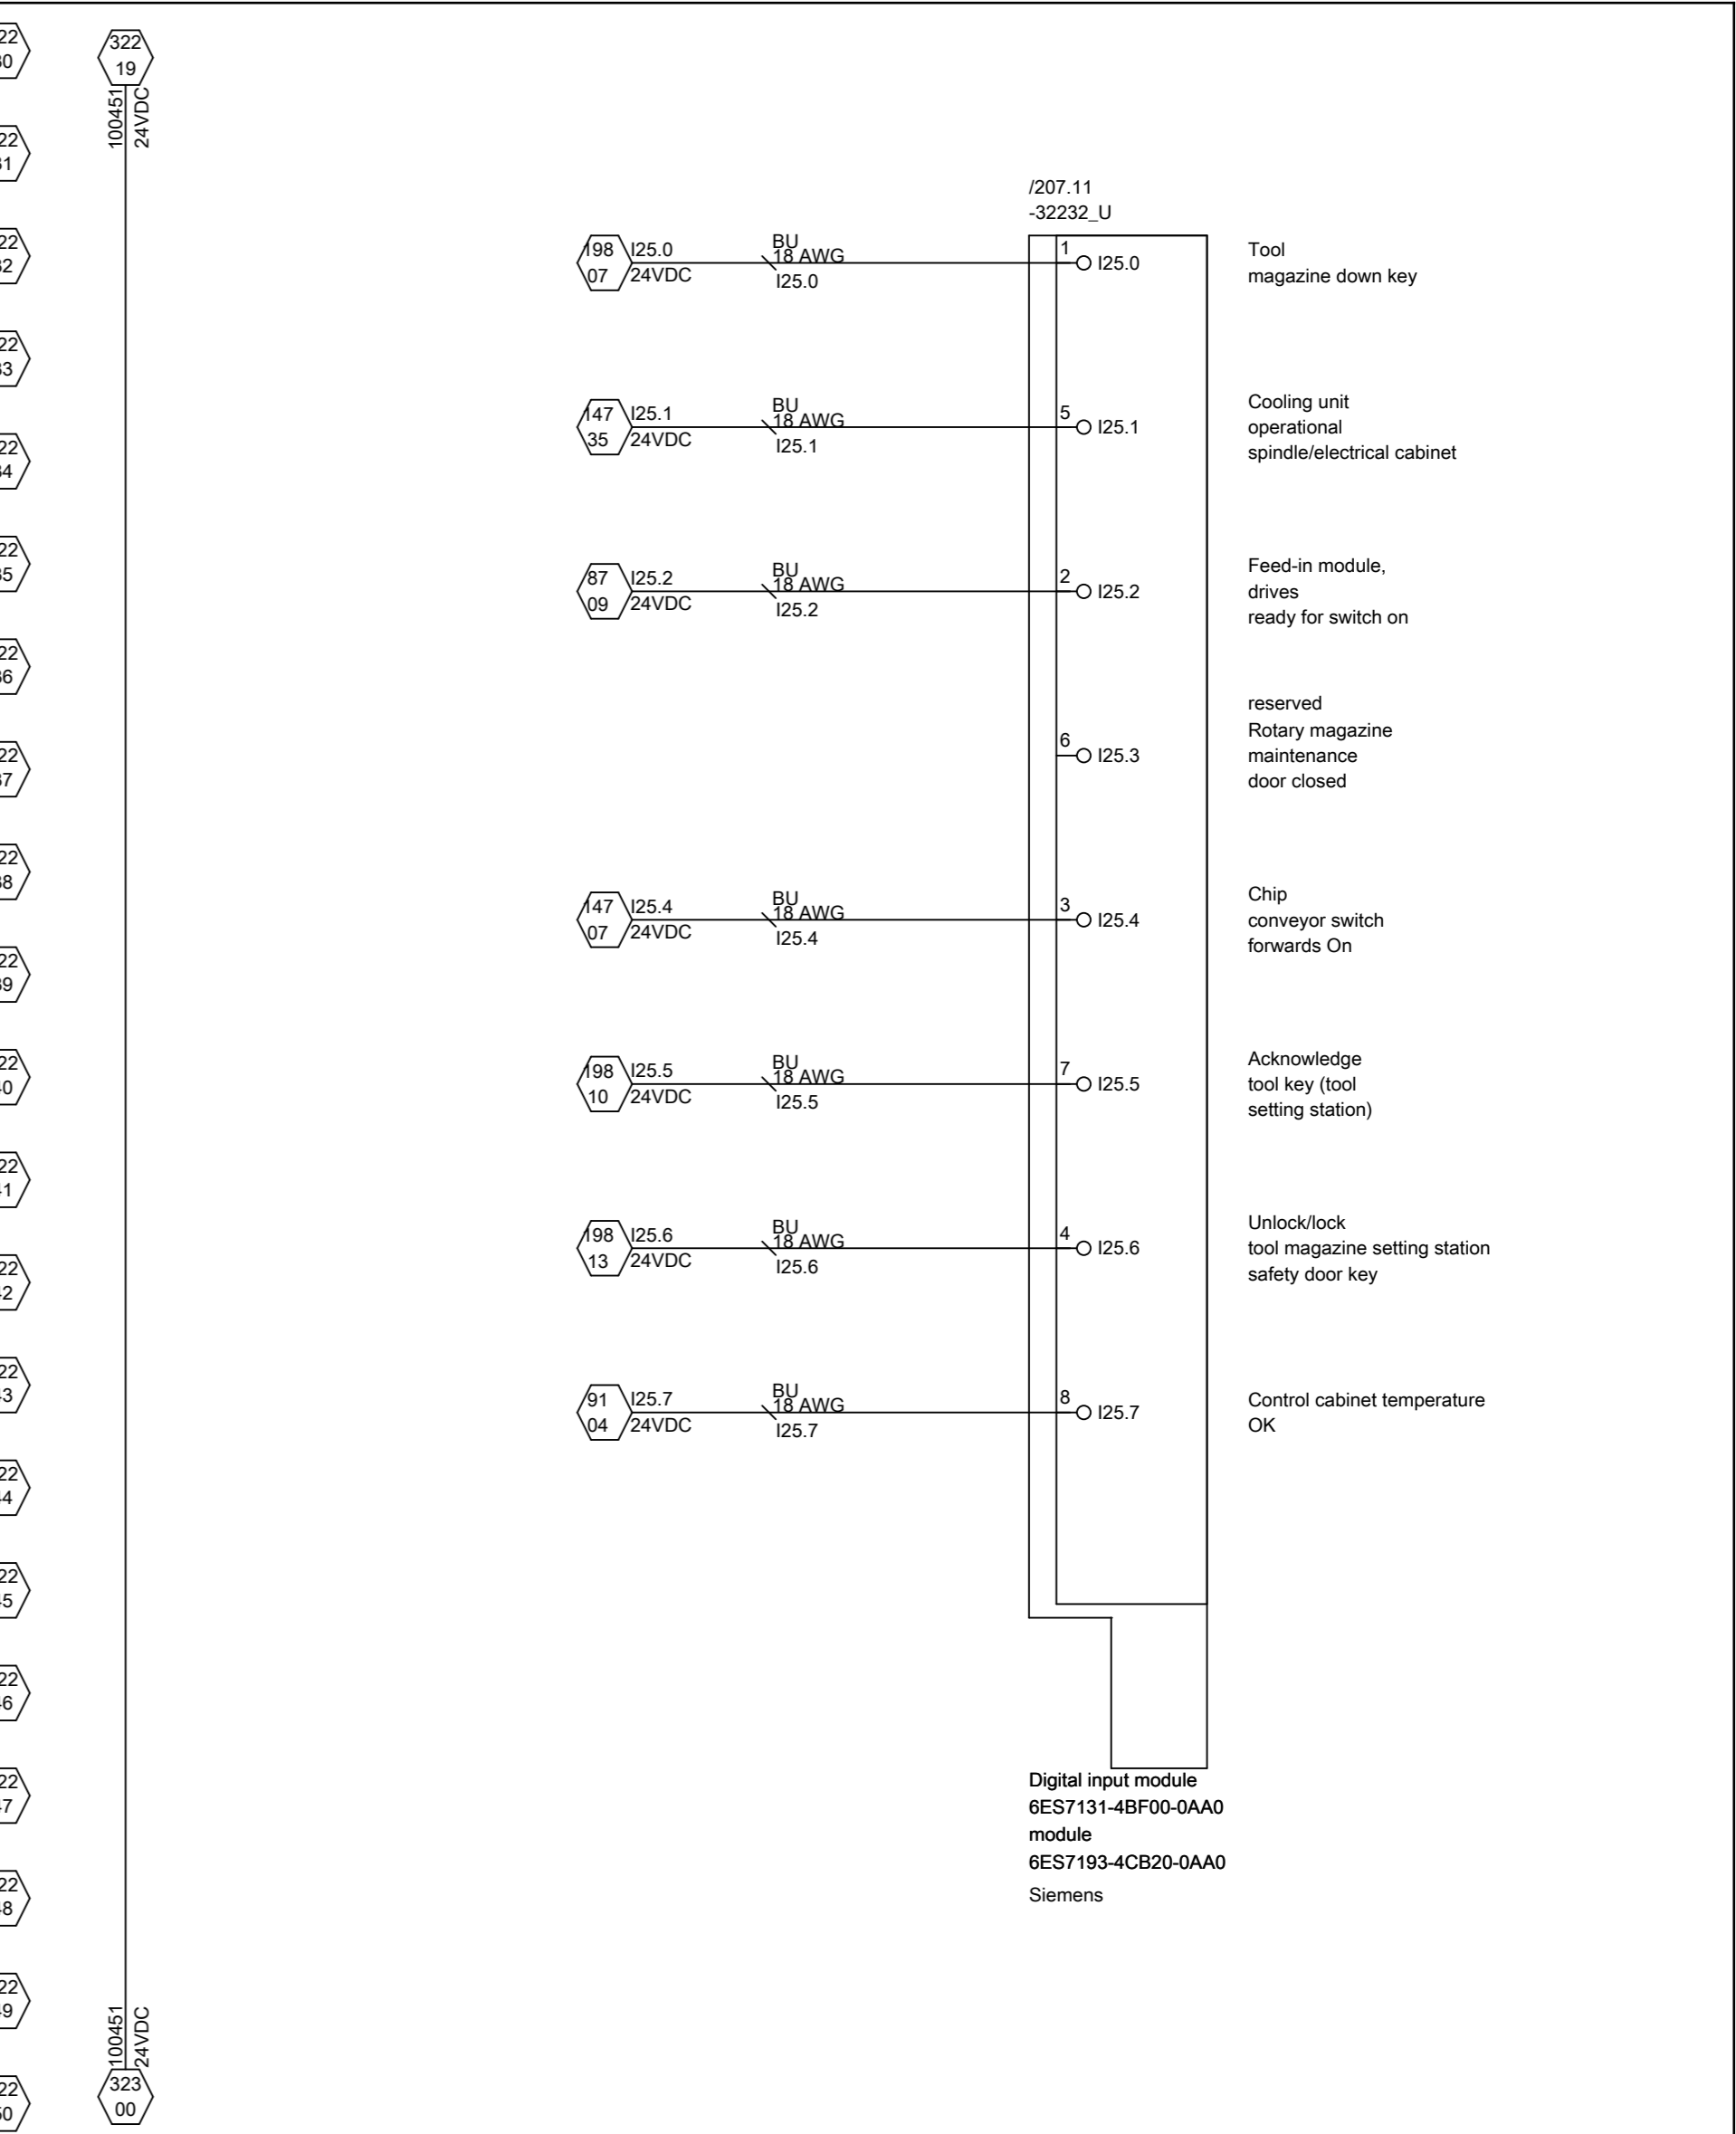 322
19
100451
24VDC
/207.11
-32232_U
198
07
I25.0
24VDC
BU
18 AWG
I25.0
1
I25.0
Tool
magazine down key
147
35
I25.1
24VDC
BU
18 AWG
I25.1
5
I25.1
Cooling unit
operational
spindle/electrical cabinet
87
09
I25.2
24VDC
BU
18 AWG
I25.2
2
I25.2
Feed-in module,
drives
ready for switch on
6
I25.3
reserved
Rotary magazine
maintenance
door closed
147
07
I25.4
24VDC
BU
18 AWG
I25.4
3
I25.4
Chip
conveyor switch
forwards On
198
10
I25.5
24VDC
BU
18 AWG
I25.5
7
I25.5
Acknowledge
tool key (tool
setting station)
198
13
I25.6
24VDC
BU
18 AWG
I25.6
4
I25.6
Unlock/lock
tool magazine setting station
safety door key
91
04
I25.7
24VDC
BU
18 AWG
I25.7
8
I25.7
Control cabinet temperature
OK
Digital input module
6ES7131-4BF00-0AA0
module
6ES7193-4CB20-0AA0
Siemens
100451
24VDC
323
00